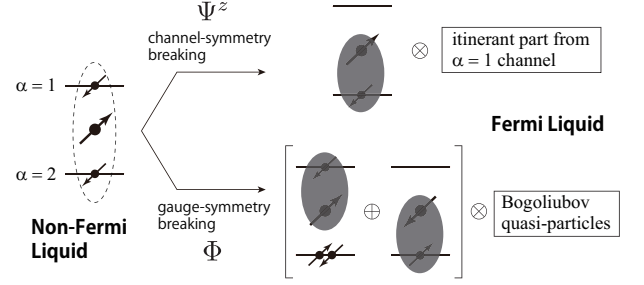 Ψᶻ
channel-symmetry
breaking
⊗
itinerant part from
α = 1 channel
α = 1
α = 2
Non-Fermi
Liquid
Fermi Liquid
gauge-symmetry
breaking
Φ
⊕
⊗
Bogoliubov
quasi-particles